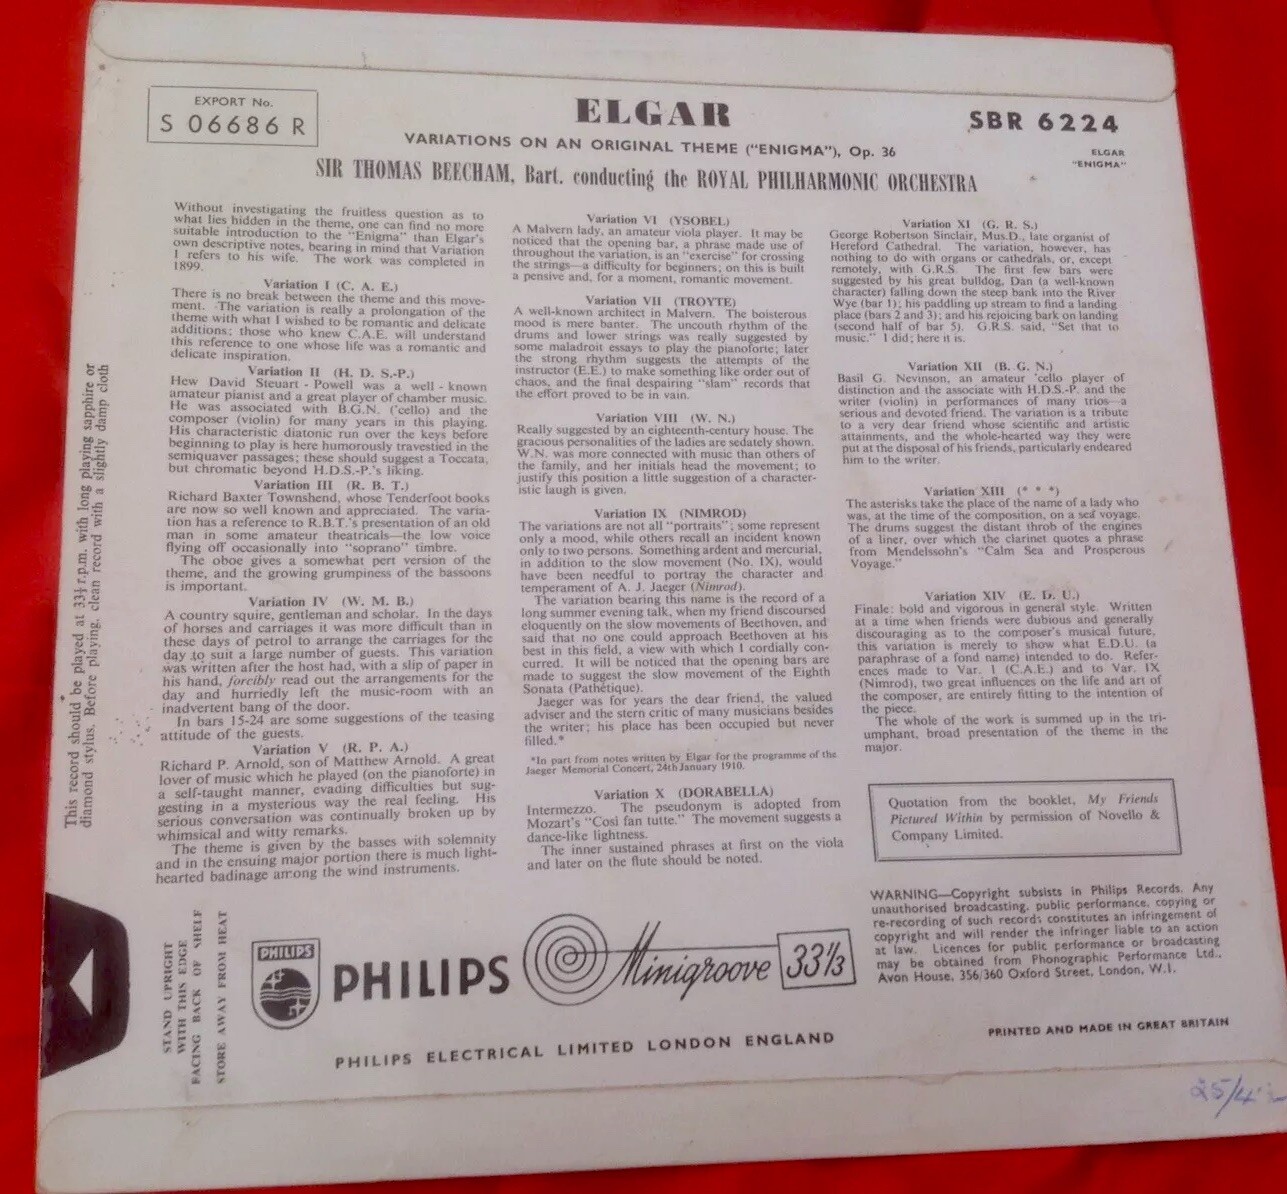 EXPORT No.
S 06686 R
ELGAR
VARIATIONS ON AN ORIGINAL THEME ("ENIGMA"), Op. 36
SIR THOMAS BEECHAM, Bart. conducting the ROYAL PHILHARMONIC ORCHESTRA
SBR 6224
ELGAR
"ENIGMA"
Without investigating the fruitless question as to
what lies hidden in the theme, one can find no more
suitable introduction to the "Enigma" than Elgar's
own descriptive notes, bearing in mind that Variation
I refers to his wife. The work was completed in
1899.
Variation I (C. A. E.)
There is no break between the theme and this move-
ment. The variation is really a prolongation of the
theme with what I wished to be romantic and delicate
additions; those who knew C.A.E. will understand
this reference to one whose life was a romantic and
delicate inspiration.
Variation II (H. D. S.-P.)
Hew David Steuart - Powell was a well - known
amateur pianist and a great player of chamber music.
He was associated with B.G.N. ('cello) and the
composer (violin) for many years in this playing.
His characteristic diatonic run over the keys before
beginning to play is here humorously travestied in the
semiquaver passages; these should suggest a Toccata,
but chromatic beyond H.D.S.-P.'s liking.
Variation III (R. B. T.)
Richard Baxter Townshend, whose Tenderfoot books
are now so well known and appreciated. The varia-
tion has a reference to R.B.T.'s presentation of an old
man in some amateur theatricals—the low voice
flying off occasionally into "soprano" timbre.
The oboe gives a somewhat pert version of the
theme, and the growing grumpiness of the bassoons
is important.
Variation IV (W. M. B.)
A country squire, gentleman and scholar. In the days
of horses and carriages it was more difficult than in
these days of petrol to arrange the carriages for the
day to suit a large number of guests. This variation
was written after the host had, with a slip of paper in
his hand, forcibly read out the arrangements for the
day and hurriedly left the music-room with an
inadvertent bang of the door.
In bars 15-24 are some suggestions of the teasing
attitude of the guests.
Variation V (R. P. A.)
Richard P. Arnold, son of Matthew Arnold. A great
lover of music which he played (on the pianoforte) in
a self-taught manner, evading difficulties but sug-
gesting in a mysterious way the real feeling. His
serious conversation was continually broken up by
whimsical and witty remarks.
The theme is given by the basses with solemnity
and in the ensuing major portion there is much light-
hearted badinage among the wind instruments.
Variation VI (YSOBEL)
A Malvern lady, an amateur viola player. It may be
noticed that the opening bar, a phrase made use of
throughout the variation, is an "exercise" for crossing
the strings—a difficulty for beginners; on this is built
a pensive and, for a moment, romantic movement.
Variation VII (TROYTE)
A well-known architect in Malvern. The boisterous
mood is mere banter. The uncouth rhythm of the
drums and lower strings was really suggested by
some maladroit essays to play the pianoforte; later
the strong rhythm suggests the attempts of the
instructor (E.E.) to make something like order out of
chaos, and the final despairing "slam" records that
the effort proved to be in vain.
Variation VIII (W. N.)
Really suggested by an eighteenth-century house. The
gracious personalities of the ladies are sedately shown.
W.N. was more connected with music than others of
the family, and her initials head the movement; to
justify this position a little suggestion of a character-
istic laugh is given.
Variation IX (NIMROD)
The variations are not all "portraits"; some represent
only a mood, while others recall an incident known
only to two persons. Something ardent and mercurial,
in addition to the slow movement (No. IX), would
have been needful to portray the character and
temperament of A. J. Jaeger (Nimrod).
The variation bearing this name is the record of a
long summer evening talk, when my friend discoursed
eloquently on the slow movements of Beethoven, and
said that no one could approach Beethoven at his
best in this field, a view with which I cordially con-
curred. It will be noticed that the opening bars are
made to suggest the slow movement of the Eighth
Sonata (Pathétique).
Jaeger was for years the dear friend, the valued
adviser and the stern critic of many musicians besides
the writer; his place has been occupied but never
filled.*
*In part from notes written by Elgar for the programme of the
Jaeger Memorial Concert, 24th January 1910.
Variation X (DORABELLA)
Intermezzo. The pseudonym is adopted from
Mozart's "Cosi fan tutte." The movement suggests a
dance-like lightness.
The inner sustained phrases at first on the viola
and later on the flute should be noted.
Variation XI (G. R. S.)
George Robertson Sinclair, Mus.D., late organist of
Hereford Cathedral. The variation, however, has
nothing to do with organs or cathedrals, or, except
remotely, with G.R.S. The first few bars were
suggested by his great bulldog, Dan (a well-known
character) falling down the steep bank into the River
Wye (bar 1); his paddling up stream to find a landing
place (bars 2 and 3); and his rejoicing bark on landing
(second half of bar 5). G.R.S. said, "Set that to
music." I did; here it is.
Variation XII (B. G. N.)
Basil G. Nevinson, an amateur 'cello player of
distinction and the associate with H.D.S.-P. and the
writer (violin) in performances of many trios—a
serious and devoted friend. The variation is a tribute
to a very dear friend whose scientific and artistic
attainments, and the whole-hearted way they were
put at the disposal of his friends, particularly endeared
him to the writer.
Variation XIII (* * *)
The asterisks take the place of the name of a lady who
was, at the time of the composition, on a sea voyage.
The drums suggest the distant throb of the engines
of a liner, over which the clarinet quotes a phrase
from Mendelssohn's "Calm Sea and Prosperous
Voyage."
Variation XIV (E. D. U.)
Finale: bold and vigorous in general style. Written
at a time when friends were dubious and generally
discouraging as to the composer's musical future,
this variation is merely to show what E.D.U. (a
paraphrase of a fond name) intended to do. Refer-
ences made to Var. 1 (C.A.E.) and to Var. IX
(Nimrod), two great influences on the life and art of
the composer, are entirely fitting to the intention of
the piece.
The whole of the work is summed up in the tri-
umphant, broad presentation of the theme in the
major.
Quotation from the booklet, My Friends
Pictured Within by permission of Novello &
Company Limited.
WARNING—Copyright subsists in Philips Records. Any
unauthorised broadcasting, public performance, copying or
re-recording of such records constitutes an infringement of
copyright and will render the infringer liable to an action
at law. Licences for public performance or broadcasting
may be obtained from Phonographic Performance Ltd.,
Avon House, 356/360 Oxford Street, London, W.1.
PRINTED AND MADE IN GREAT BRITAIN
This record should be played at 33⅓ r.p.m. with long playing sapphire or
diamond stylus. Before playing, clean record with a slightly damp cloth
STAND UPRIGHT
WITH THIS EDGE
FACING BACK OF SHELF
STORE AWAY FROM HEAT
PHILIPS
PHILIPS
Minigroove 33⅓
PHILIPS ELECTRICAL LIMITED LONDON ENGLAND
25/4